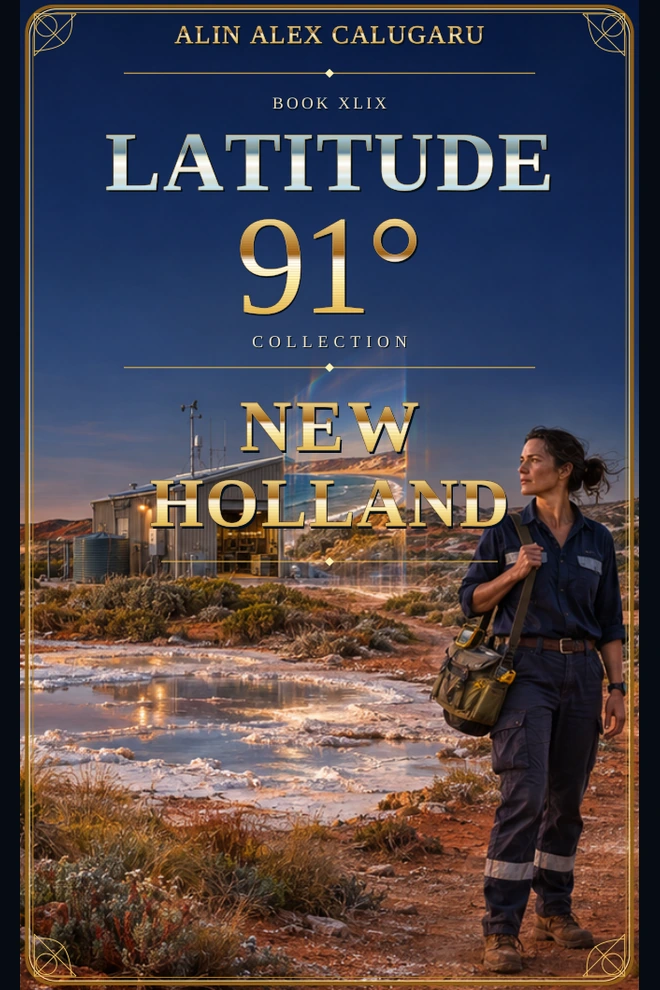 ALIN ALEX CALUGARU
BOOK XLIX
LATITUDE
91°
COLLECTION
NEW
HOLLAND